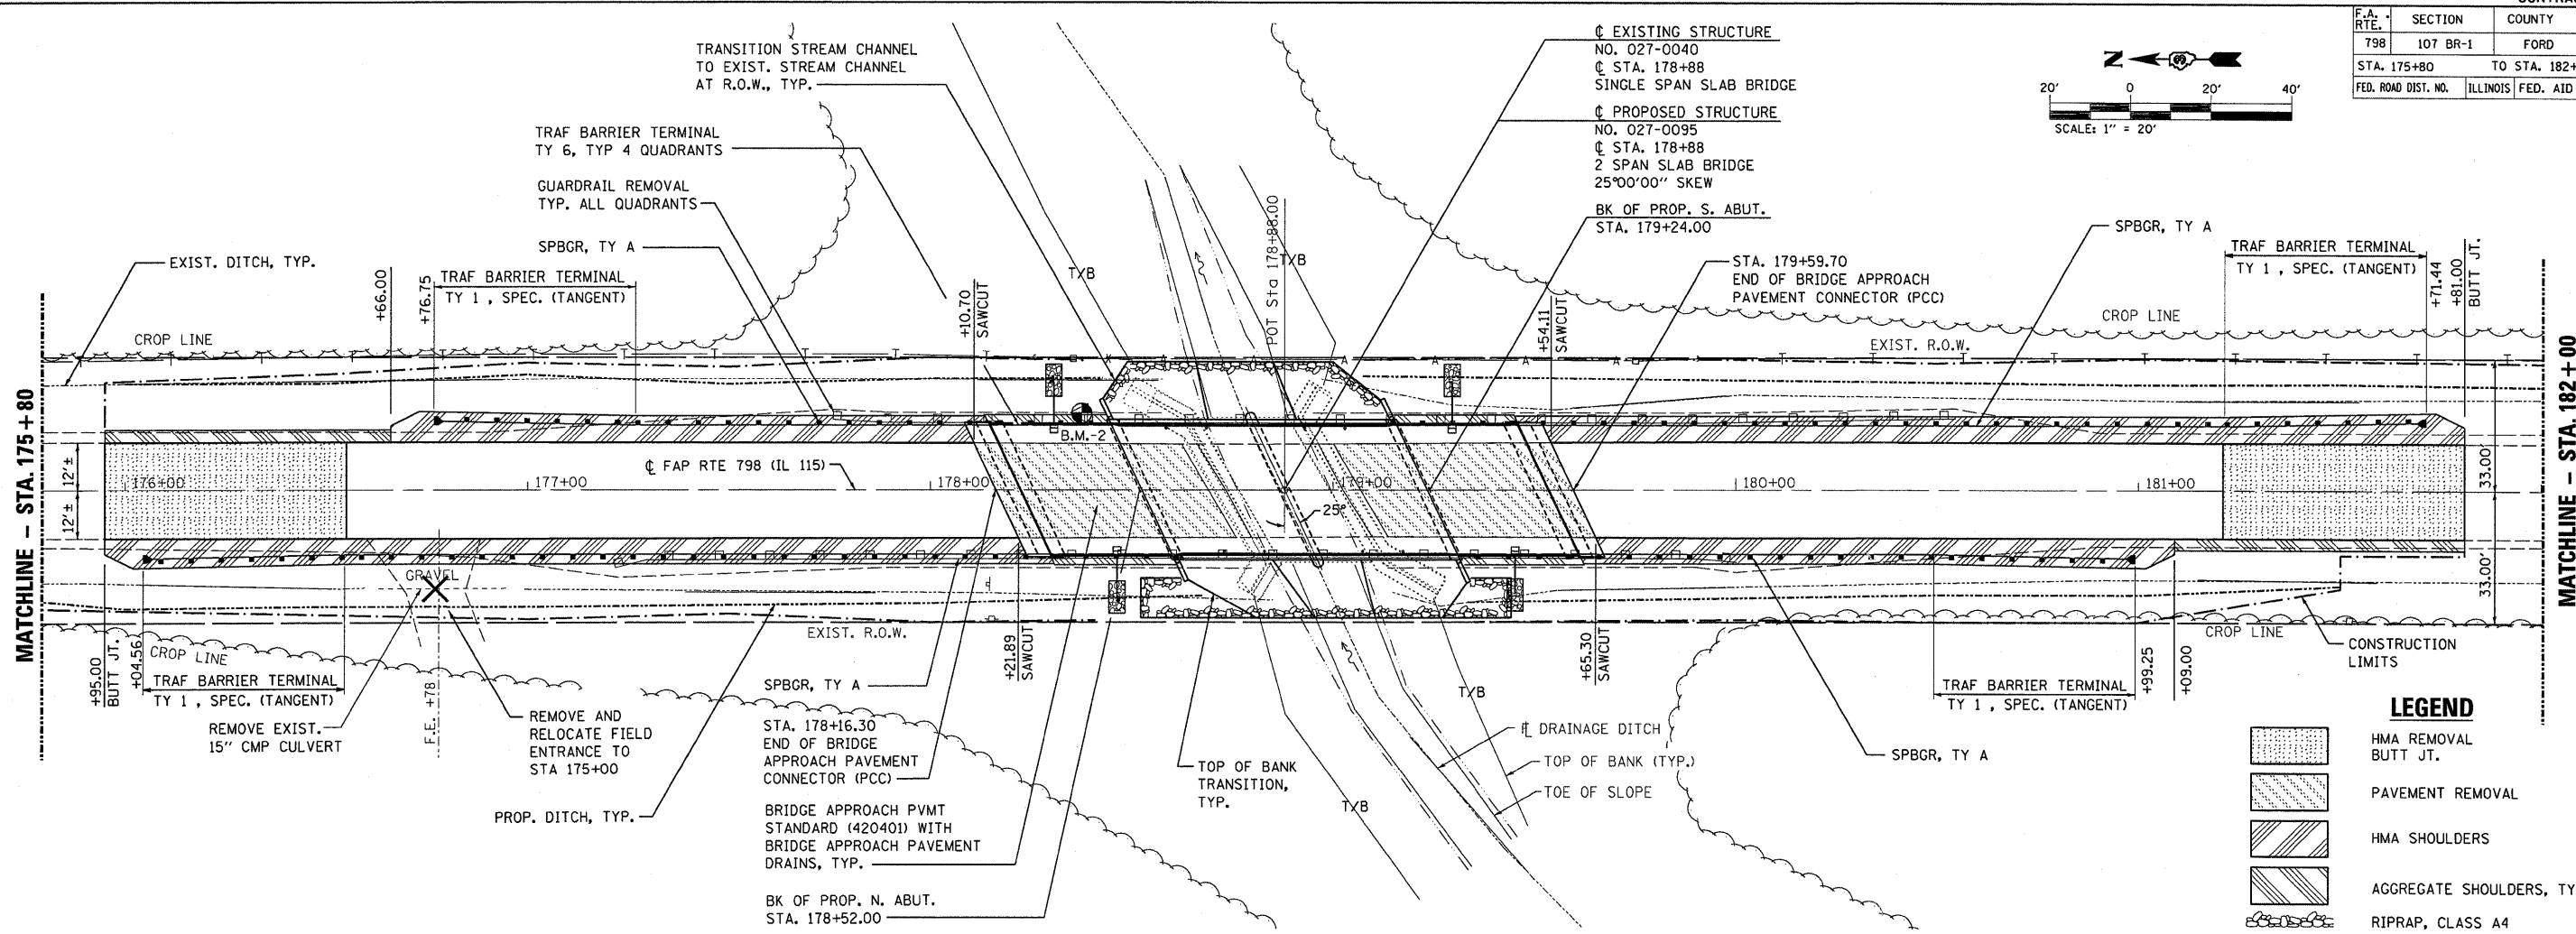 F.A. RTE.
SECTION
COUNTY
798
107 BR-1
FORD
STA. 175+80
TO STA. 182+
FED. ROAD DIST. NO.
ILLINOIS
FED. AID
N
20'
0
20'
40'
SCALE: 1" = 20'
TRANSITION STREAM CHANNEL
TO EXIST. STREAM CHANNEL
AT R.O.W., TYP.
TRAF BARRIER TERMINAL
TY 6, TYP 4 QUADRANTS
GUARDRAIL REMOVAL
TYP. ALL QUADRANTS
SPBGR, TY A
EXIST. DITCH, TYP.
℄ EXISTING STRUCTURE
NO. 027-0040
℄ STA. 178+88
SINGLE SPAN SLAB BRIDGE
℄ PROPOSED STRUCTURE
NO. 027-0095
℄ STA. 178+88
2 SPAN SLAB BRIDGE
25°00'00" SKEW
BK OF PROP. S. ABUT.
STA. 179+24.00
STA. 179+59.70
END OF BRIDGE APPROACH
PAVEMENT CONNECTOR (PCC)
SPBGR, TY A
TRAF BARRIER TERMINAL
TY 1 , SPEC. (TANGENT)
+71.44
+81.00
BUTT JT.
+66.00
+76.75
TRAF BARRIER TERMINAL
TY 1 , SPEC. (TANGENT)
+10.70
SAWCUT
T/B
POT Sta 178+88.00
T/B
+54.11
SAWCUT
CROP LINE
CROP LINE
EXIST. R.O.W.
MATCHLINE - STA. 175+80
MATCHLINE - STA. 182+00
B.M.-2
12'±
12'±
℄ FAP RTE 798 (IL 115)
176+00
177+00
178+00
179+00
180+00
181+00
25°
33.00'
33.00'
GRAVEL
EXIST. R.O.W.
CROP LINE
CROP LINE
+95.00
BUTT JT.
+04.56
TRAF BARRIER TERMINAL
TY 1 , SPEC. (TANGENT)
REMOVE EXIST.
15" CMP CULVERT
F.E. +78
REMOVE AND
RELOCATE FIELD
ENTRANCE TO
STA 175+00
PROP. DITCH, TYP.
SPBGR, TY A
STA. 178+16.30
END OF BRIDGE
APPROACH PAVEMENT
CONNECTOR (PCC)
BRIDGE APPROACH PVMT
STANDARD (420401) WITH
BRIDGE APPROACH PAVEMENT
DRAINS, TYP.
BK OF PROP. N. ABUT.
STA. 178+52.00
+21.89
SAWCUT
TOP OF BANK
TRANSITION,
TYP.
T/B
T/B
℄ DRAINAGE DITCH
TOP OF BANK (TYP.)
TOE OF SLOPE
+65.30
SAWCUT
SPBGR, TY A
TRAF BARRIER TERMINAL
TY 1 , SPEC. (TANGENT)
+99.25
+09.00
CONSTRUCTION
LIMITS
LEGEND
HMA REMOVAL
BUTT JT.
PAVEMENT REMOVAL
HMA SHOULDERS
AGGREGATE SHOULDERS, TY
RIPRAP, CLASS A4